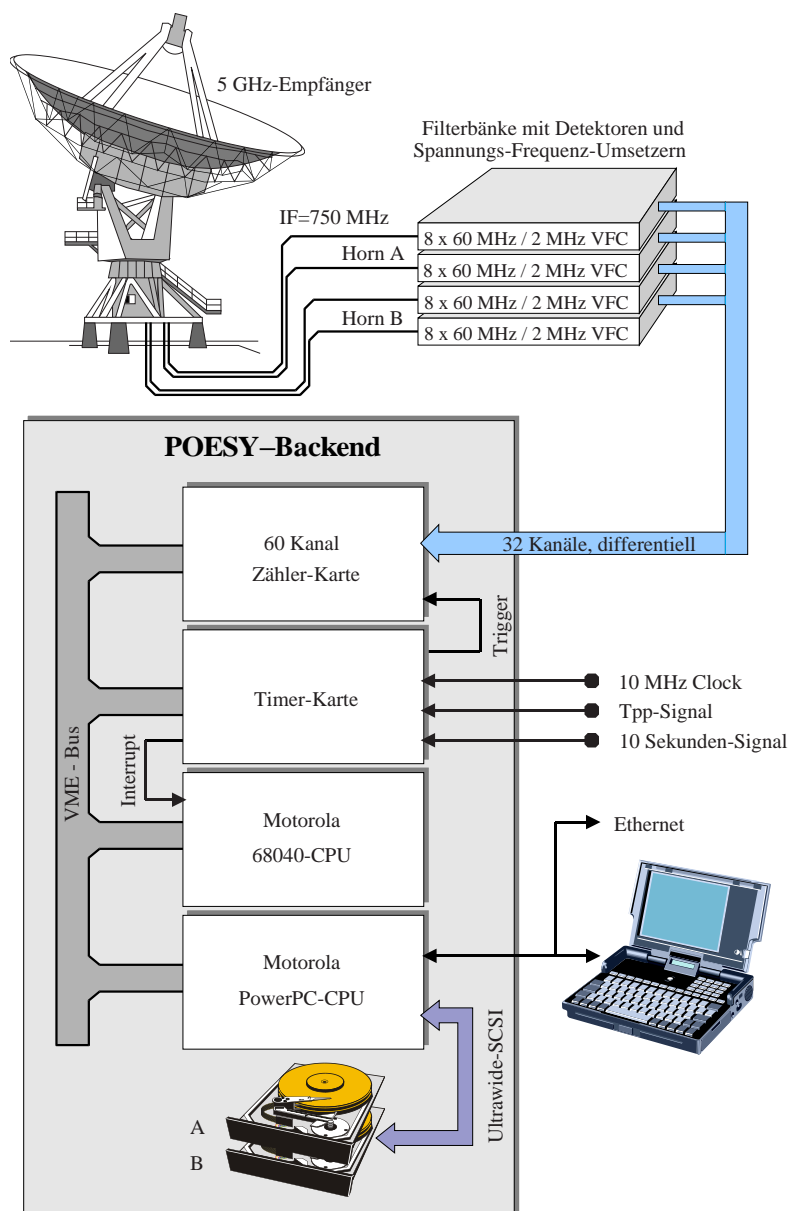 5 GHz-Empfänger
Filterbänke mit Detektoren und
Spannungs-Frequenz-Umsetzern
IF=750 MHz
Horn A
Horn B
8 x 60 MHz / 2 MHz VFC
8 x 60 MHz / 2 MHz VFC
8 x 60 MHz / 2 MHz VFC
8 x 60 MHz / 2 MHz VFC
POESY–Backend
60 Kanal
Zähler-Karte
32 Kanäle, differentiell
Trigger
Timer-Karte
10 MHz Clock
Tpp-Signal
10 Sekunden-Signal
VME - Bus
Interrupt
Motorola
68040-CPU
Ethernet
Motorola
PowerPC-CPU
Ultrawide-SCSI
A
B